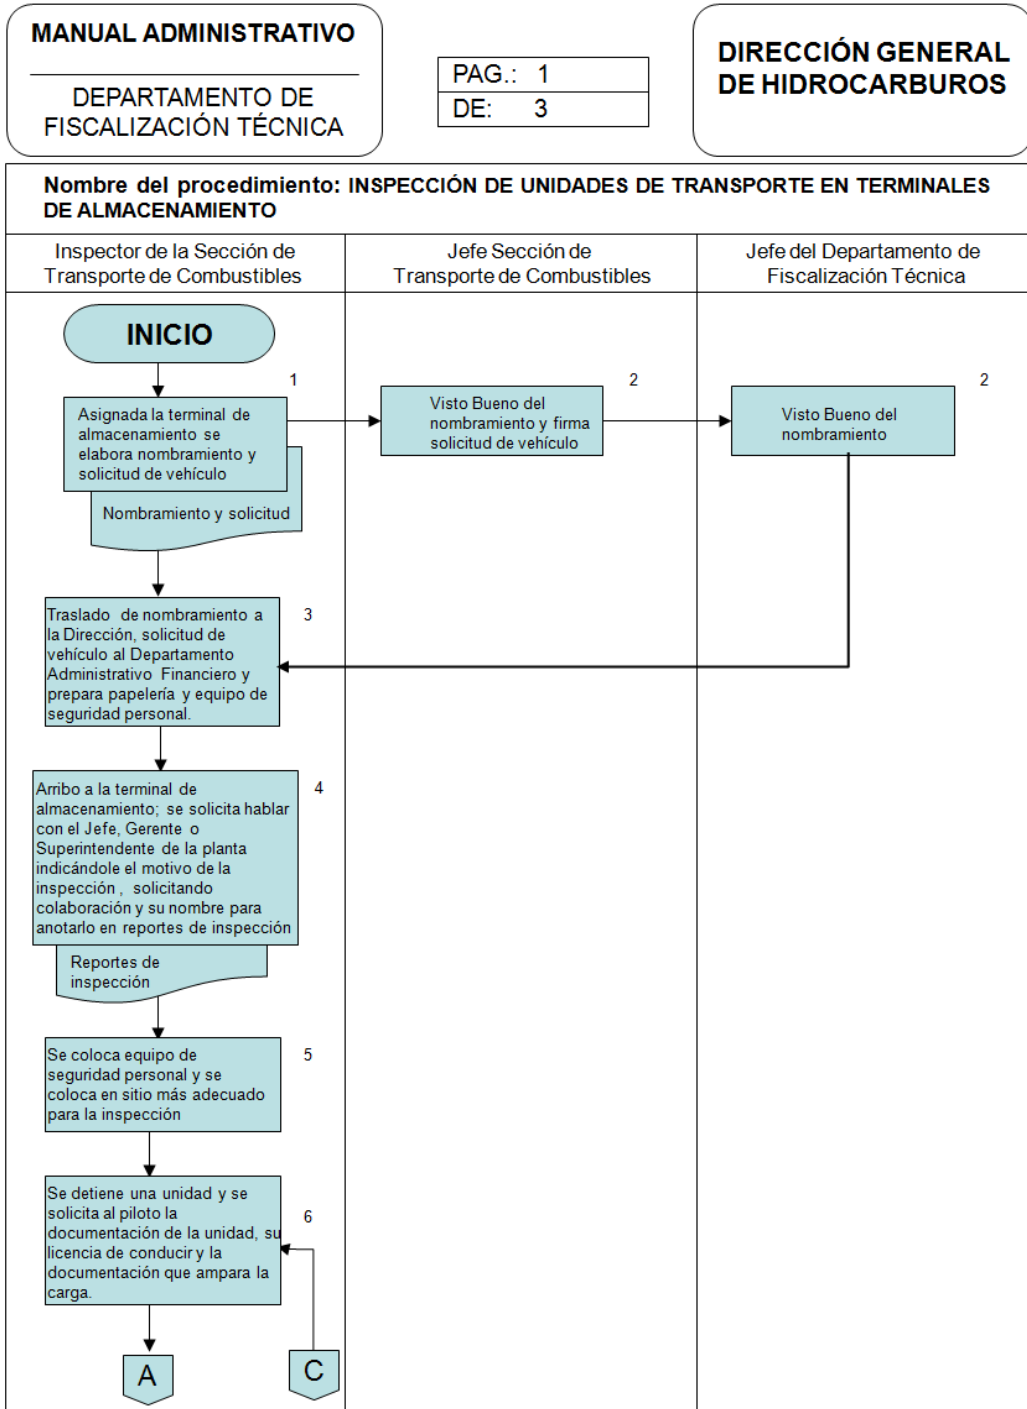 MANUAL ADMINISTRATIVO
DEPARTAMENTO DE
FISCALIZACIÓN TÉCNICA
PAG.: 1
DE: 3
DIRECCIÓN GENERAL
DE HIDROCARBUROS
Nombre del procedimiento: INSPECCIÓN DE UNIDADES DE TRANSPORTE EN TERMINALES
DE ALMACENAMIENTO
Inspector de la Sección de
Transporte de Combustibles
Jefe Sección de
Transporte de Combustibles
Jefe del Departamento de
Fiscalización Técnica
INICIO
1
Asignada la terminal de
almacenamiento se
elabora nombramiento y
solicitud de vehículo
Nombramiento y solicitud
2
Visto Bueno del
nombramiento y firma
solicitud de vehículo
2
Visto Bueno del
nombramiento
3
Traslado de nombramiento a
la Dirección, solicitud de
vehículo al Departamento
Administrativo Financiero y
prepara papelería y equipo de
seguridad personal.
4
Arribo a la terminal de
almacenamiento; se solicita hablar
con el Jefe, Gerente o
Superintendente de la planta
indicándole el motivo de la
inspección , solicitando
colaboración y su nombre para
anotarlo en reportes de inspección
Reportes de
inspección
5
Se coloca equipo de
seguridad personal y se
coloca en sitio más adecuado
para la inspección
6
Se detiene una unidad y se
solicita al piloto la
documentación de la unidad, su
licencia de conducir y la
documentación que ampara la
carga.
A
C